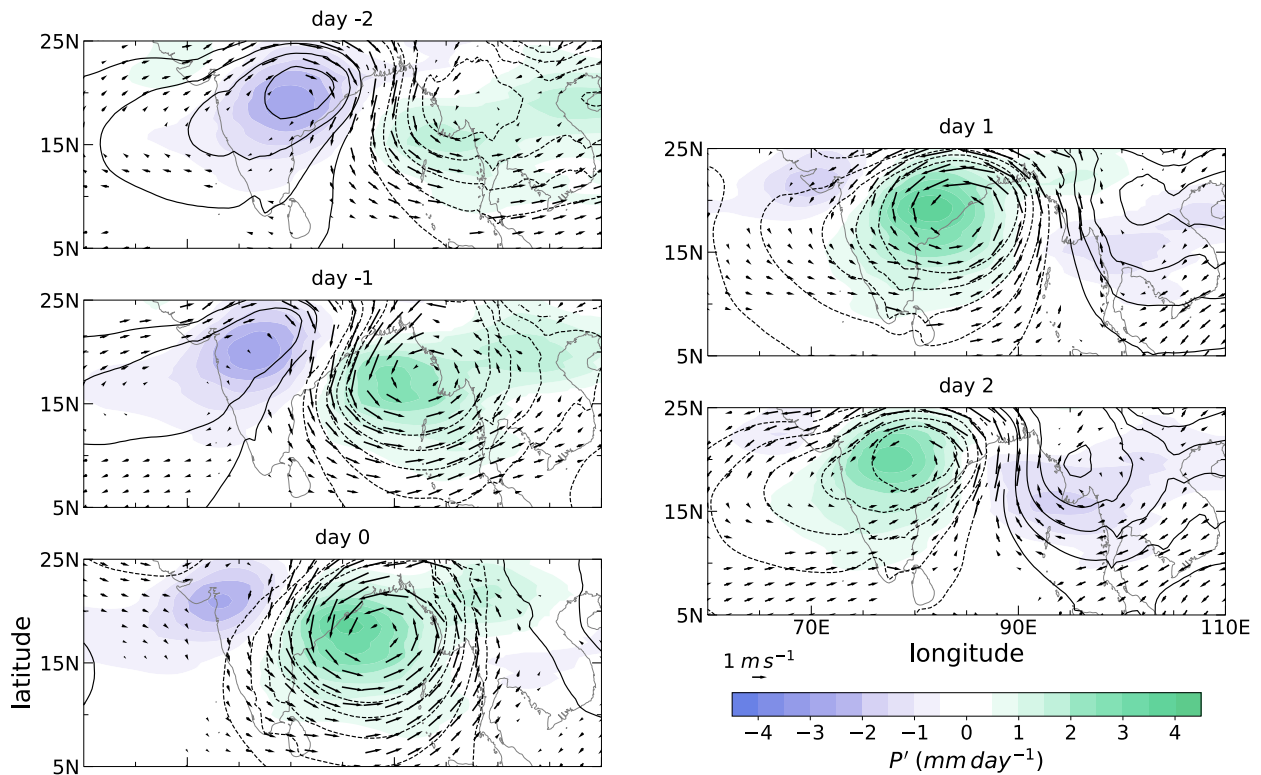 day -2
25N
15N
5N
day -1
25N
15N
5N
day 0
25N
15N
5N
latitude
day 1
25N
15N
5N
day 2
25N
15N
5N
70E 90E 110E
longitude
1 m s⁻¹
−4 −3 −2 −1 0 1 2 3 4
P′ (mm day⁻¹)